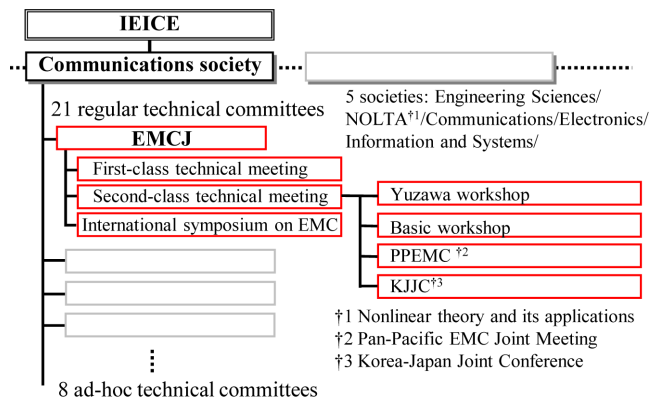 IEICE
Communications society
21 regular technical committees
5 societies: Engineering Sciences/
NOLTA†1/Communications/Electronics/
Information and Systems/
EMCJ
First-class technical meeting
Second-class technical meeting
International symposium on EMC
Yuzawa workshop
Basic workshop
PPEMC †2
KJJC†3
†1 Nonlinear theory and its applications
†2 Pan-Pacific EMC Joint Meeting
†3 Korea-Japan Joint Conference
8 ad-hoc technical committees